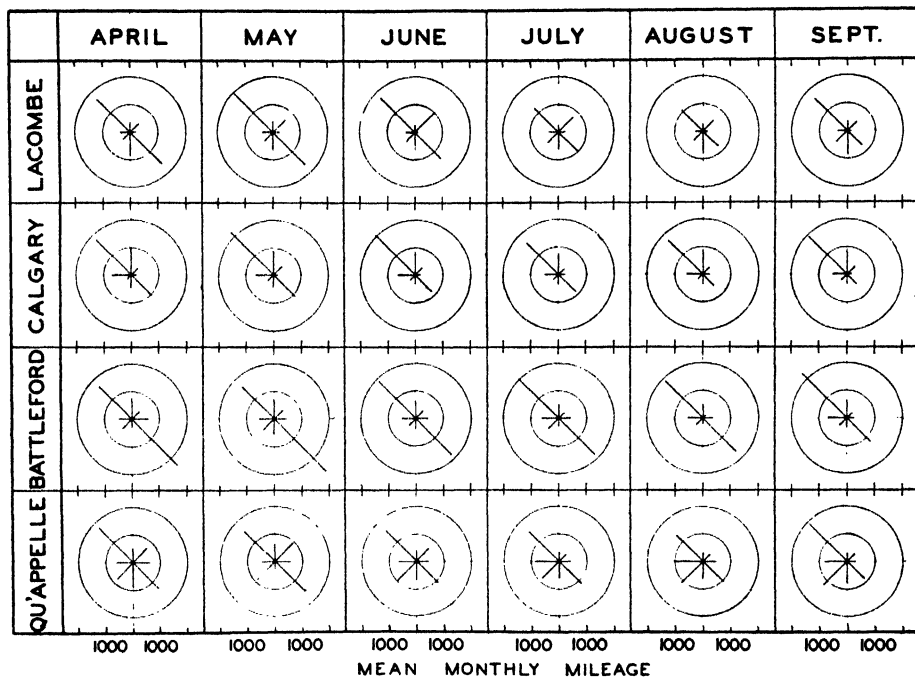 APRIL MAY JUNE JULY AUGUST SEPT.
LACOMBE
CALGARY
BATTLEFORD
QU'APPELLE
1000 1000 1000 1000 1000 1000 1000 1000 1000 1000 1000 1000
MEAN MONTHLY MILEAGE